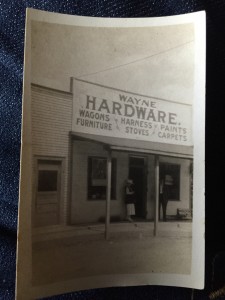 WAYNE
HARDWARE.
WAGONS HARNESS PAINTS
FURNITURE STOVES CARPETS